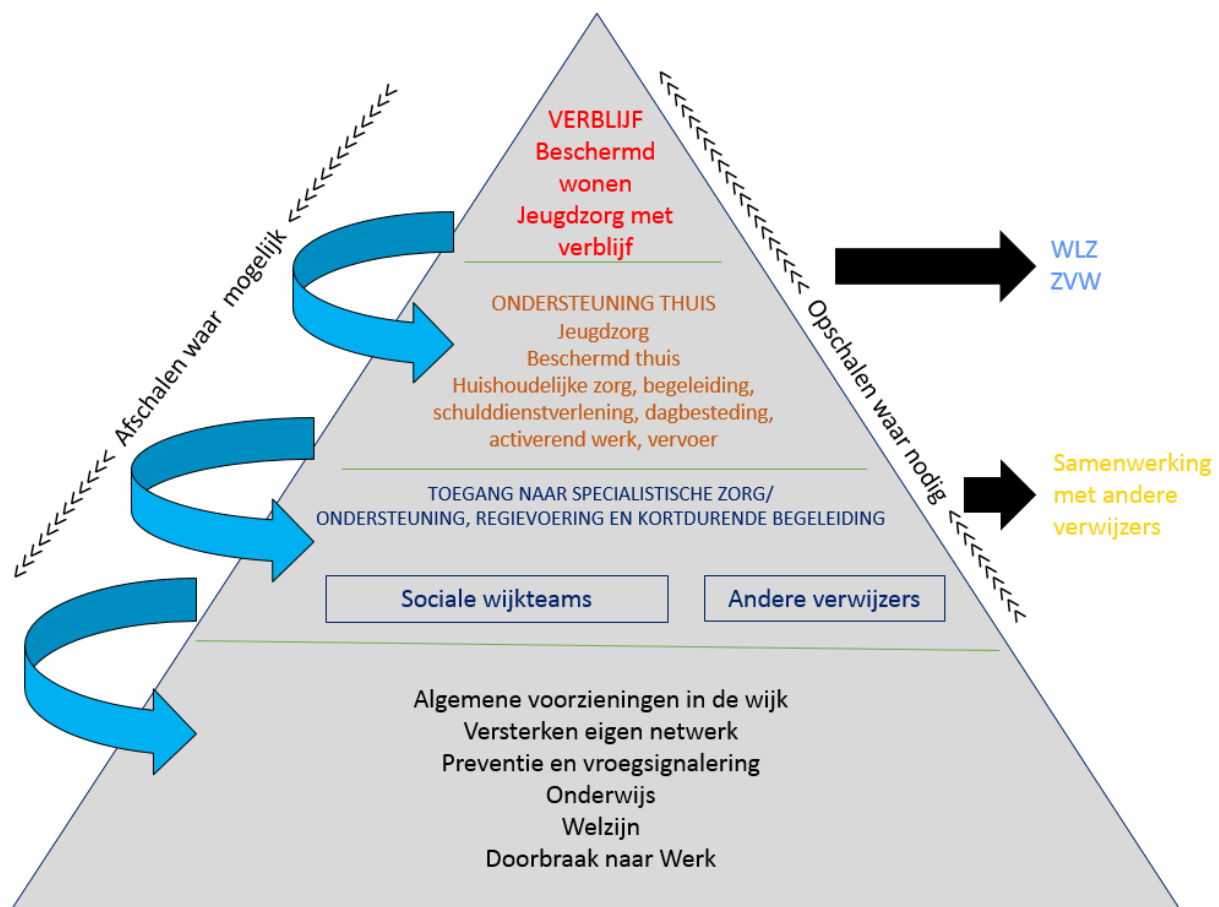 VERBLIJF
Beschermd
wonen
Jeugdzorg met
verblijf
ONDERSTEUNING THUIS
Jeugdzorg
Beschermd thuis
Huishoudelijke zorg, begeleiding,
schulddienstverlening, dagbesteding,
activerend werk, vervoer
TOEGANG NAAR SPECIALISTISCHE ZORG/
ONDERSTEUNING, REGIEVOERING EN KORTDURENDE BEGELEIDING
Sociale wijkteams
Andere verwijzers
Algemene voorzieningen in de wijk
Versterken eigen netwerk
Preventie en vroegsignalering
Onderwijs
Welzijn
Doorbraak naar Werk
<<<<<<<< Afschalen waar mogelijk <<<<<<<<<<<
<<<<<<<<<<<<<<<<<<< Opschalen waar nodig <<<<<<<<<
WLZ
ZVW
Samenwerking
met andere
verwijzers